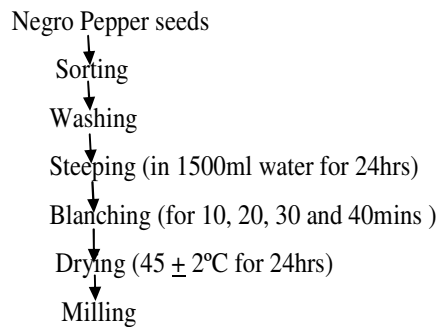 Negro Pepper seeds
Sorting
Washing
Steeping (in 1500ml water for 24hrs)
Blanching (for 10, 20, 30 and 40mins )
Drying (45 ± 2ºC for 24hrs)
Milling